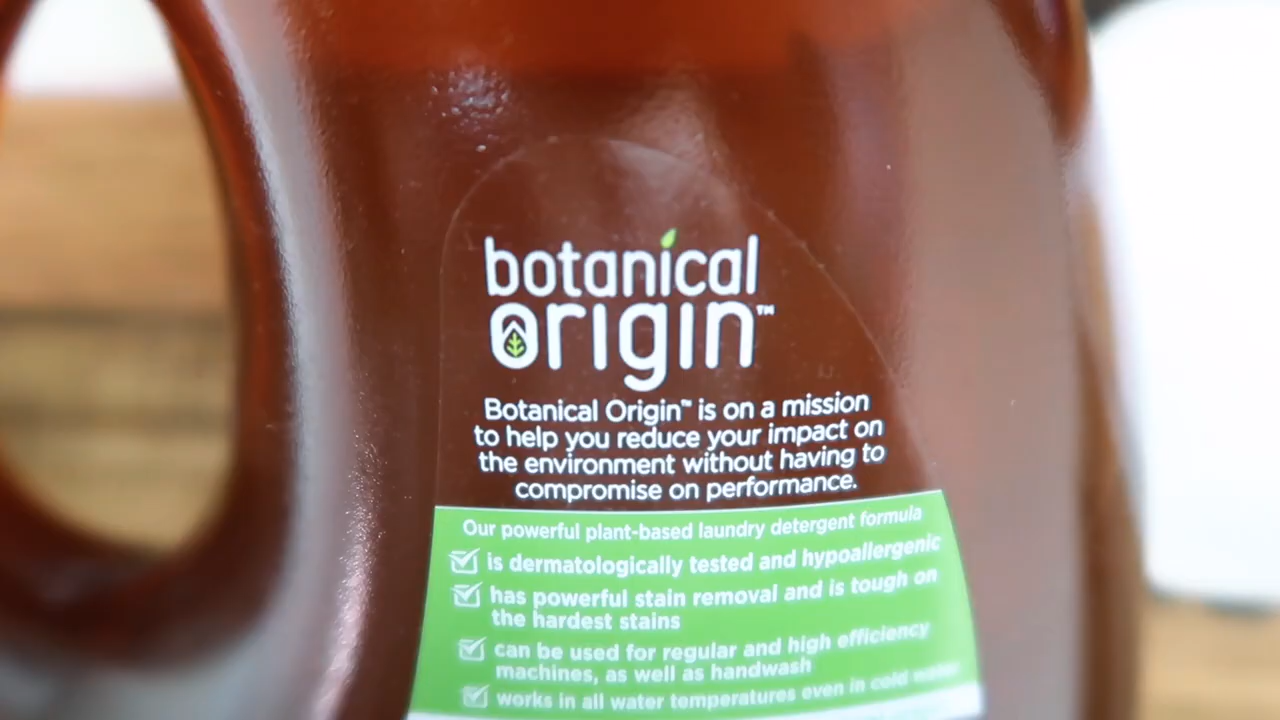 botanical
origin™
Botanical Origin™ is on a mission
to help you reduce your impact on
the environment without having to
compromise on performance.
Our powerful plant-based laundry detergent formula
is dermatologically tested and hypoallergenic
has powerful stain removal and is tough on
the hardest stains
can be used for regular and high efficiency
machines, as well as handwash
works in all water temperatures even in cold water